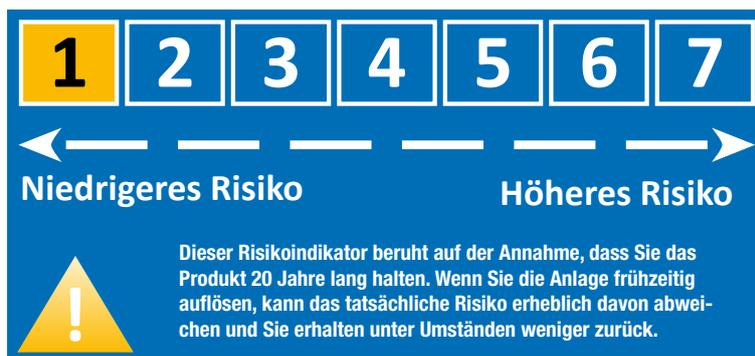 1 2 3 4 5 6 7
Niedrigeres Risiko Höheres Risiko
Dieser Risikoindikator beruht auf der Annahme, dass Sie das
Produkt 20 Jahre lang halten. Wenn Sie die Anlage frühzeitig
auflösen, kann das tatsächliche Risiko erheblich davon abwei-
chen und Sie erhalten unter Umständen weniger zurück.
!